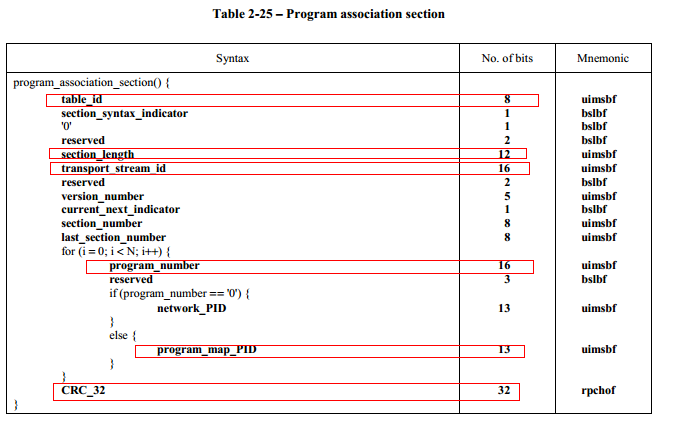 Table 2-25 – Program association section
Syntax No. of bits Mnemonic
program_association_section() {
table_id 8 uimsbf
section_syntax_indicator 1 bslbf
'0' 1 bslbf
reserved 2 bslbf
section_length 12 uimsbf
transport_stream_id 16 uimsbf
reserved 2 bslbf
version_number 5 uimsbf
current_next_indicator 1 bslbf
section_number 8 uimsbf
last_section_number 8 uimsbf
for (i = 0; i < N; i++) {
program_number 16 uimsbf
reserved 3 bslbf
if (program_number == '0') {
network_PID 13 uimsbf
}
else {
program_map_PID 13 uimsbf
}
}
CRC_32 32 rpchof
}